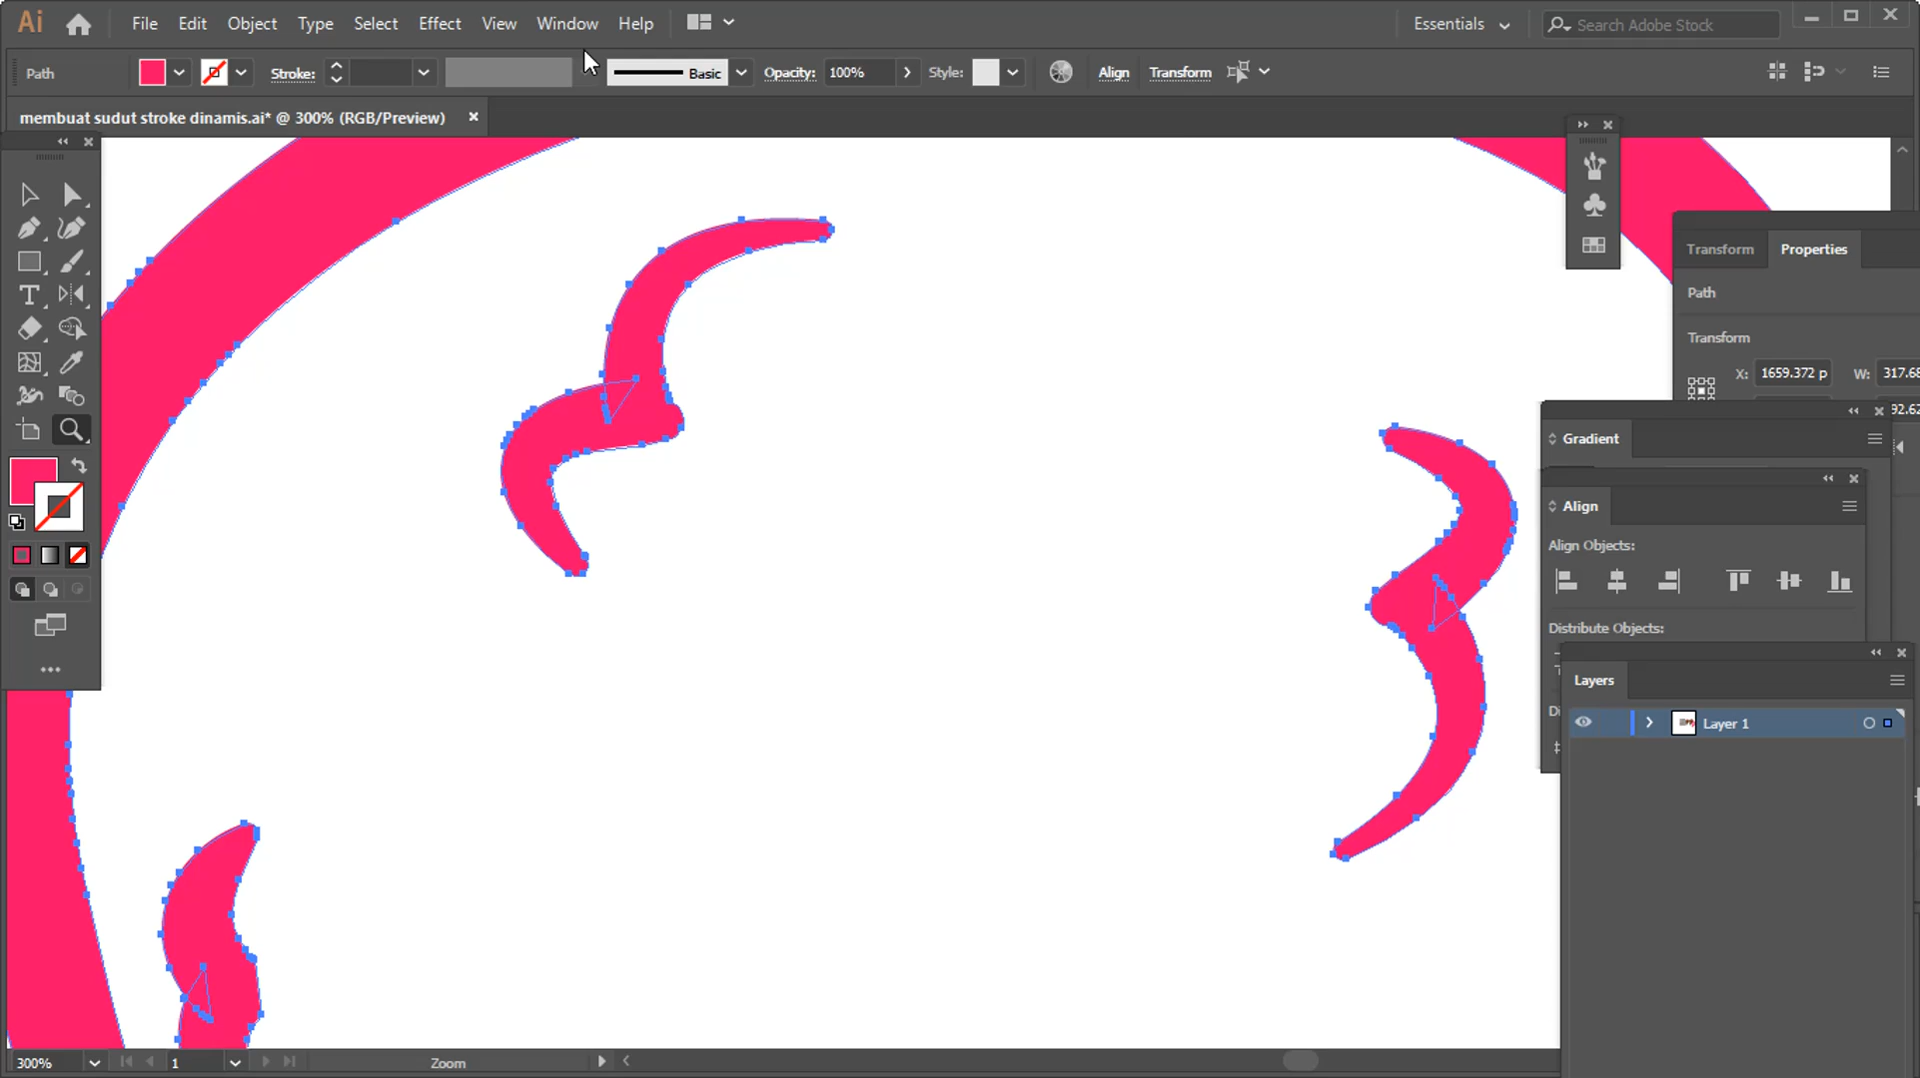 Ai File Edit Object Type Select Effect View Window Help Essentials Search Adobe Stock
Path Stroke: Basic Opacity: 100% Style: Align Transform
membuat sudut stroke dinamis.ai* @ 300% (RGB/Preview)
Transform Properties
Path
Transform
X: 1659.372 p W: 317.68
92.62
Gradient
Align
Align Objects:
Distribute Objects:
Di
Layers
Layer 1
300% 1 Zoom